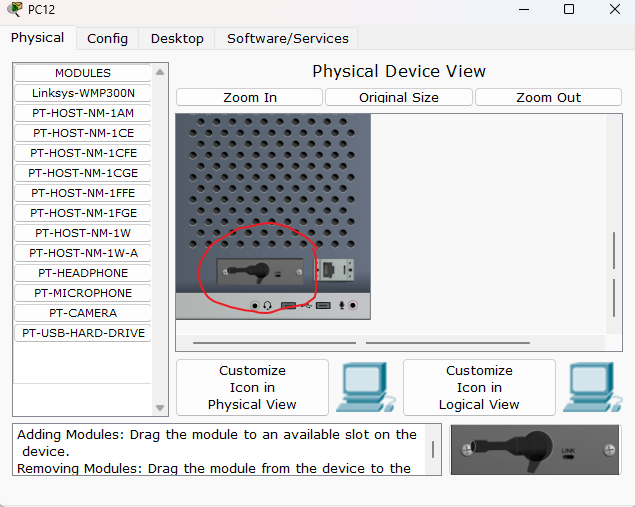 PC12
Physical Config Desktop Software/Services
MODULES
Linksys-WMP300N
PT-HOST-NM-1AM
PT-HOST-NM-1CE
PT-HOST-NM-1CFE
PT-HOST-NM-1CGE
PT-HOST-NM-1FFE
PT-HOST-NM-1FGE
PT-HOST-NM-1W
PT-HOST-NM-1W-A
PT-HEADPHONE
PT-MICROPHONE
PT-CAMERA
PT-USB-HARD-DRIVE
Physical Device View
Zoom In Original Size Zoom Out
Customize
Icon in
Physical View
Customize
Icon in
Logical View
Adding Modules: Drag the module to an available slot on the
device.
Removing Modules: Drag the module from the device to the
LINK